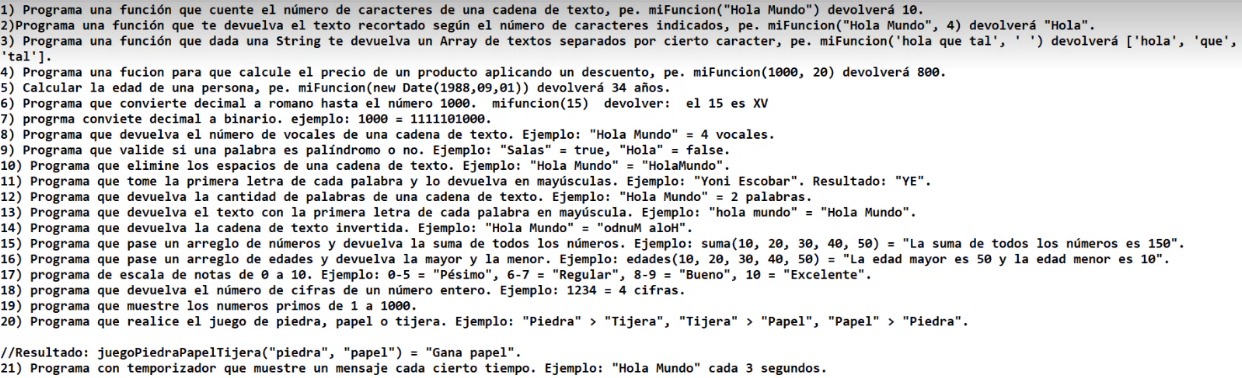 1) Programa una función que cuente el número de caracteres de una cadena de texto, pe. miFuncion("Hola Mundo") devolverá 10.
2)Programa una función que te devuelva el texto recortado según el número de caracteres indicados, pe. miFuncion("Hola Mundo", 4) devolverá "Hola".
3) Programa una función que dada una String te devuelva un Array de textos separados por cierto caracter, pe. miFuncion('hola que tal', ' ') devolverá ['hola', 'que',
'tal'].
4) Programa una fucion para que calcule el precio de un producto aplicando un descuento, pe. miFuncion(1000, 20) devolverá 800.
5) Calcular la edad de una persona, pe. miFuncion(new Date(1988,09,01)) devolverá 34 años.
6) Programa que convierte decimal a romano hasta el número 1000.  mifuncion(15)  devolver:  el 15 es XV
7) progrma conviete decimal a binario. ejemplo: 1000 = 1111101000.
8) Programa que devuelva el número de vocales de una cadena de texto. Ejemplo: "Hola Mundo" = 4 vocales.
9) Programa que valide si una palabra es palíndromo o no. Ejemplo: "Salas" = true, "Hola" = false.
10) Programa que elimine los espacios de una cadena de texto. Ejemplo: "Hola Mundo" = "HolaMundo".
11) Programa que tome la primera letra de cada palabra y lo devuelva en mayúsculas. Ejemplo: "Yoni Escobar". Resultado: "YE".
12) Programa que devuelva la cantidad de palabras de una cadena de texto. Ejemplo: "Hola Mundo" = 2 palabras.
13) Programa que devuelva el texto con la primera letra de cada palabra en mayúscula. Ejemplo: "hola mundo" = "Hola Mundo".
14) Programa que devuelva la cadena de texto invertida. Ejemplo: "Hola Mundo" = "odnuM aloH".
15) Programa que pase un arreglo de números y devuelva la suma de todos los números. Ejemplo: suma(10, 20, 30, 40, 50) = "La suma de todos los números es 150".
16) Programa que pase un arreglo de edades y devuelva la mayor y la menor. Ejemplo: edades(10, 20, 30, 40, 50) = "La edad mayor es 50 y la edad menor es 10".
17) programa de escala de notas de 0 a 10. Ejemplo: 0-5 = "Pésimo", 6-7 = "Regular", 8-9 = "Bueno", 10 = "Excelente".
18) programa que devuelva el número de cifras de un número entero. Ejemplo: 1234 = 4 cifras.
19) programa que muestre los numeros primos de 1 a 1000.
20) Programa que realice el juego de piedra, papel o tijera. Ejemplo: "Piedra" > "Tijera", "Tijera" > "Papel", "Papel" > "Piedra".
//Resultado: juegoPiedraPapelTijera("piedra", "papel") = "Gana papel".
21) Programa con temporizador que muestre un mensaje cada cierto tiempo. Ejemplo: "Hola Mundo" cada 3 segundos.